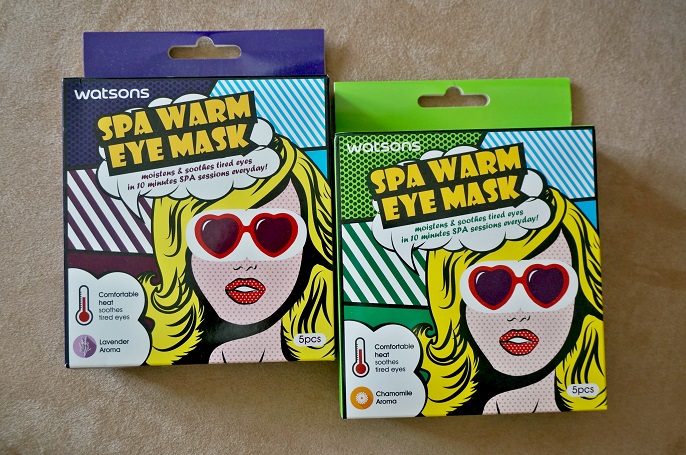 watsons
SPA WARM
EYE MASK
moistens & soothes tired eyes
in 10 minutes SPA sessions everyday!
Comfortable
heat
soothes
tired eyes
Lavender
Aroma
5pcs
watsons
SPA WARM
EYE MASK
moistens & soothes tired eyes
in 10 minutes SPA sessions everyday!
Comfortable
heat
soothes
tired eyes
Chamomile
Aroma
5pcs